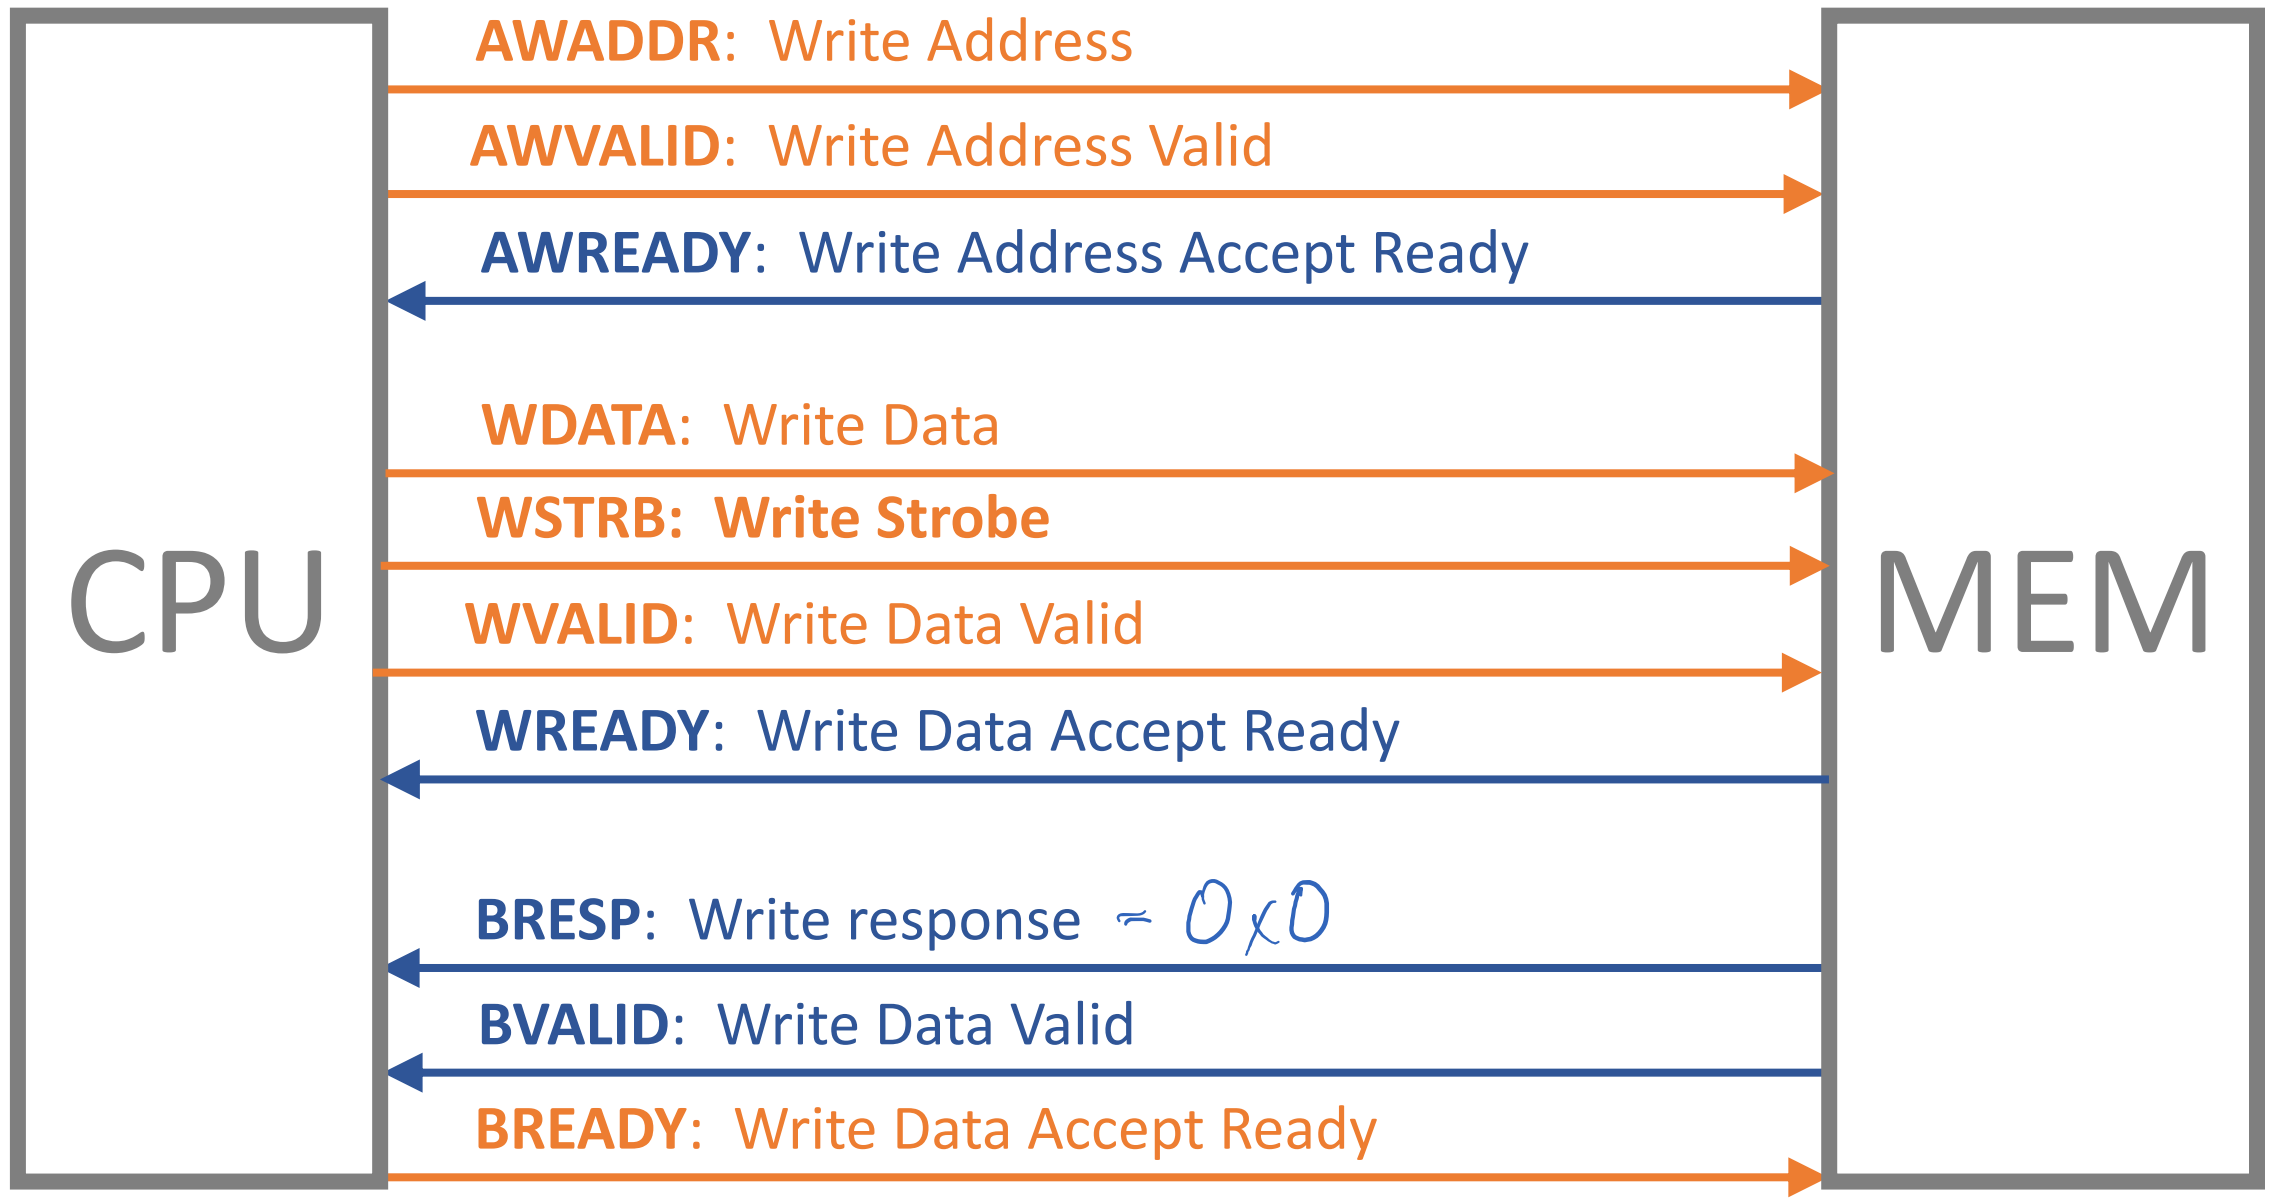 AWADDR: Write Address
AWVALID: Write Address Valid
AWREADY: Write Address Accept Ready
WDATA: Write Data
WSTRB: Write Strobe
CPU
MEM
WVALID: Write Data Valid
WREADY: Write Data Accept Ready
BRESP: Write response = 0x0
BVALID: Write Data Valid
BREADY: Write Data Accept Ready